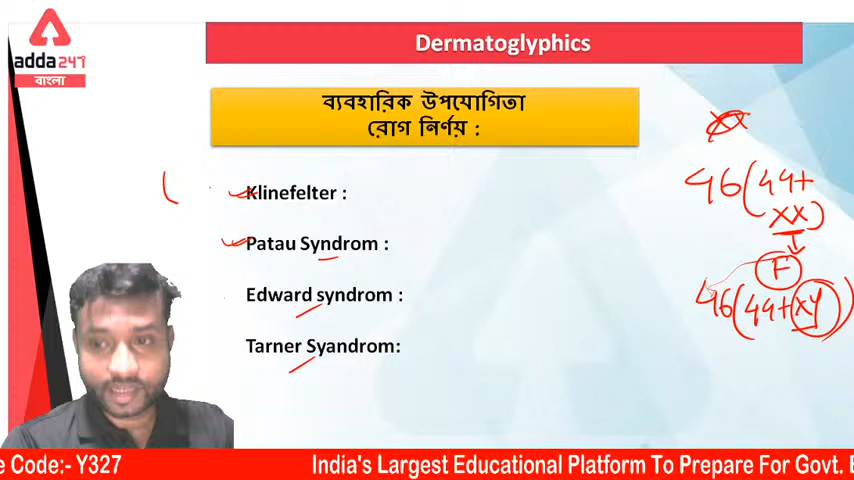 Dermatoglyphics
adda247
বাংলা
ব্যবহারিক উপযোগিতা
রোগ নির্ণয় :
Klinefelter :
Patau Syndrom :
Edward syndrom :
Tarner Syandrom:
46(44+
XX)
F
46(44+XY)
e Code:- Y327
India's Largest Educational Platform To Prepare For Govt. E